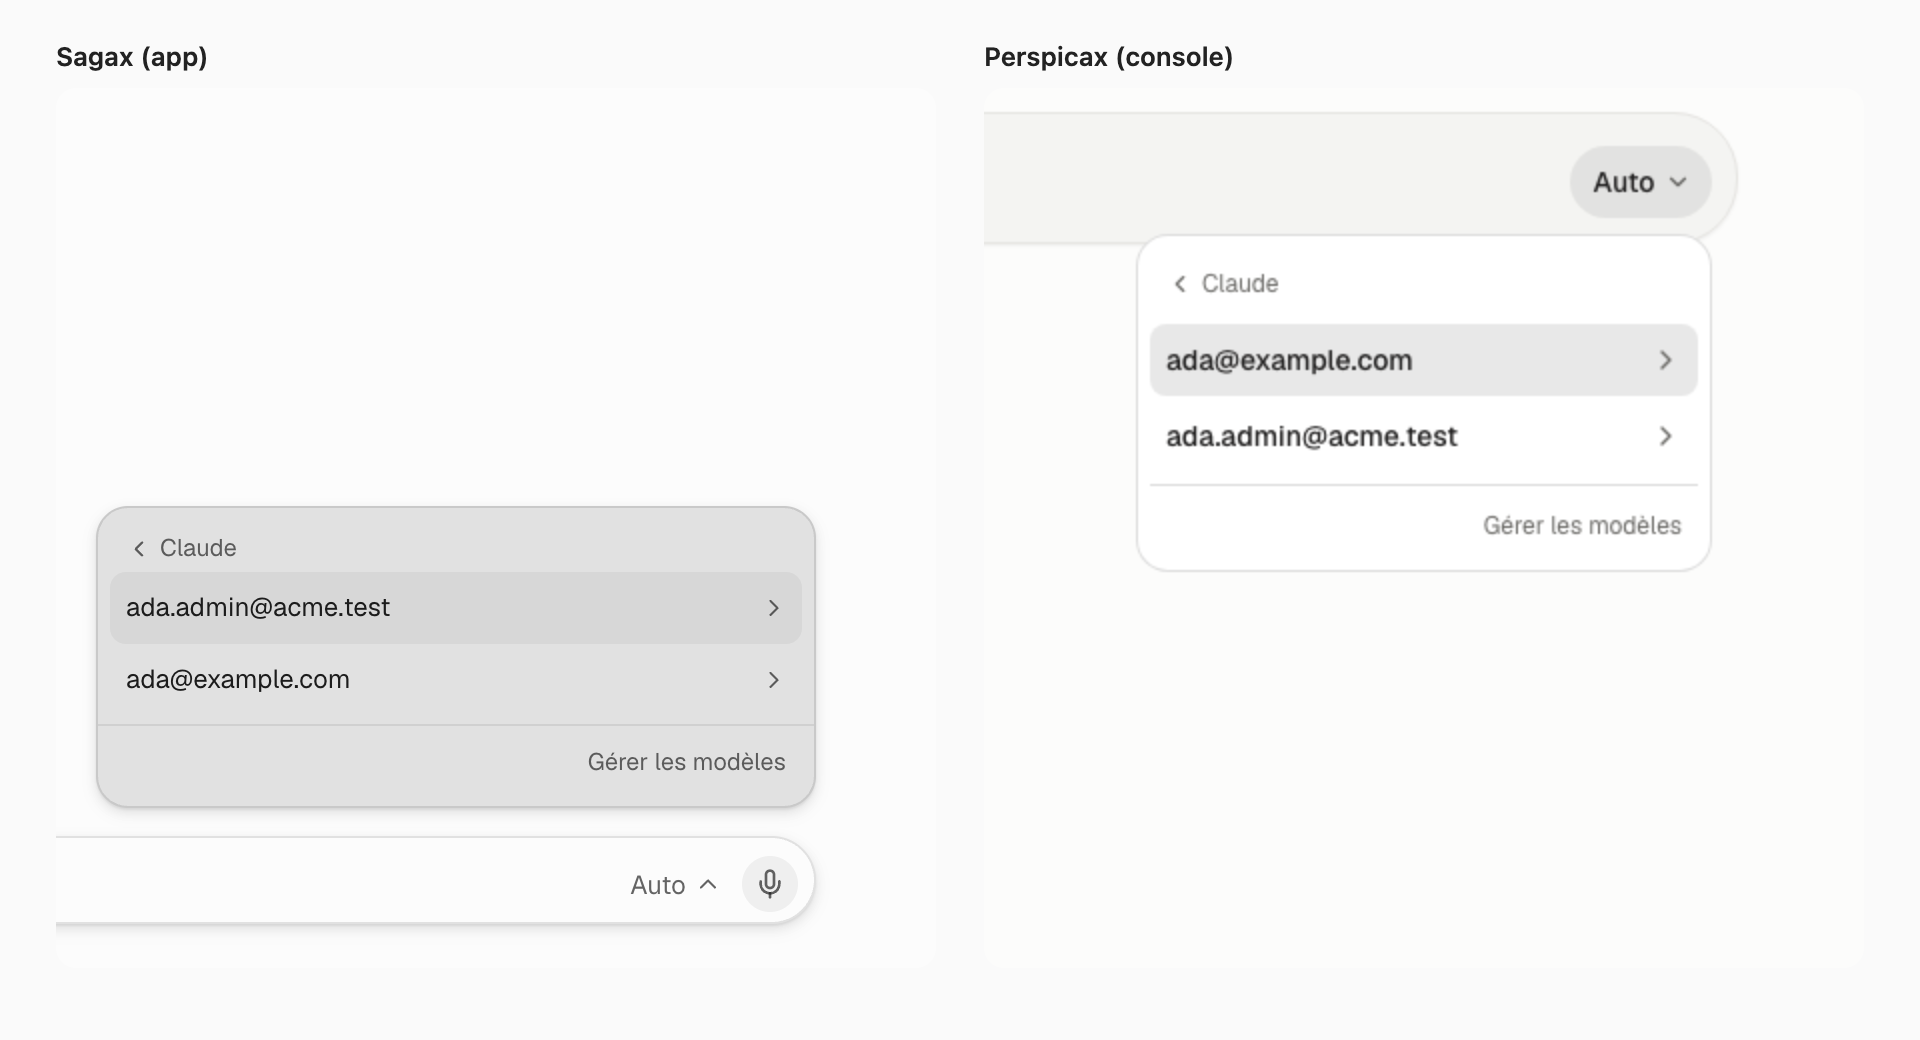 Sagax (app)
Claude
ada.admin@acme.test
ada@example.com
Gérer les modèles
Auto
Perspicax (console)
Auto
Claude
ada@example.com
ada.admin@acme.test
Gérer les modèles